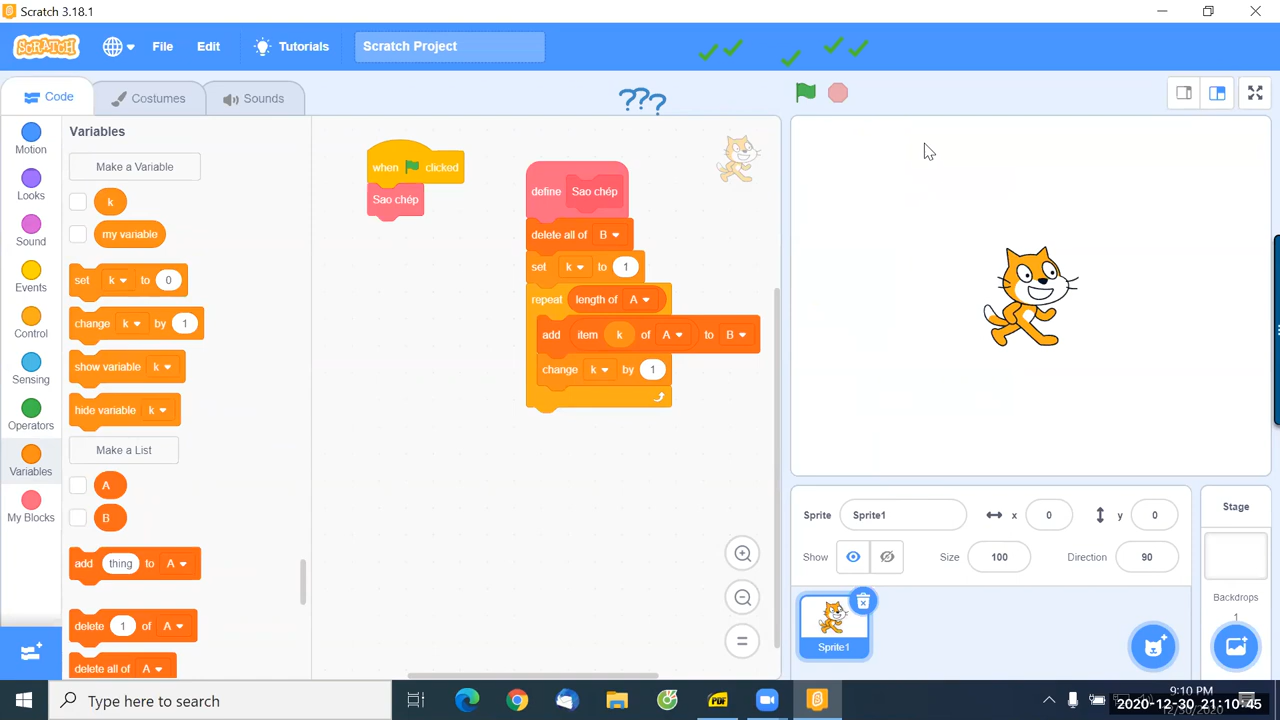 Scratch 3.18.1
SCRATCH File Edit Tutorials Scratch Project
???
Code Costumes Sounds
Motion
Looks
Sound
Events
Control
Sensing
Operators
Variables
My Blocks
Variables
Make a Variable
k
my variable
set k to 0
change k by 1
show variable k
hide variable k
Make a List
A
B
add thing to A
delete 1 of A
delete all of A
when clicked
Sao chép
define Sao chép
delete all of B
set k to 1
repeat length of A
add item k of A to B
change k by 1
Sprite Sprite1 x 0 y 0
Show Size 100 Direction 90
Sprite1
Stage
Backdrops
1
Type here to search
PDF
9:10 PM
2020-12-30 21:10:45